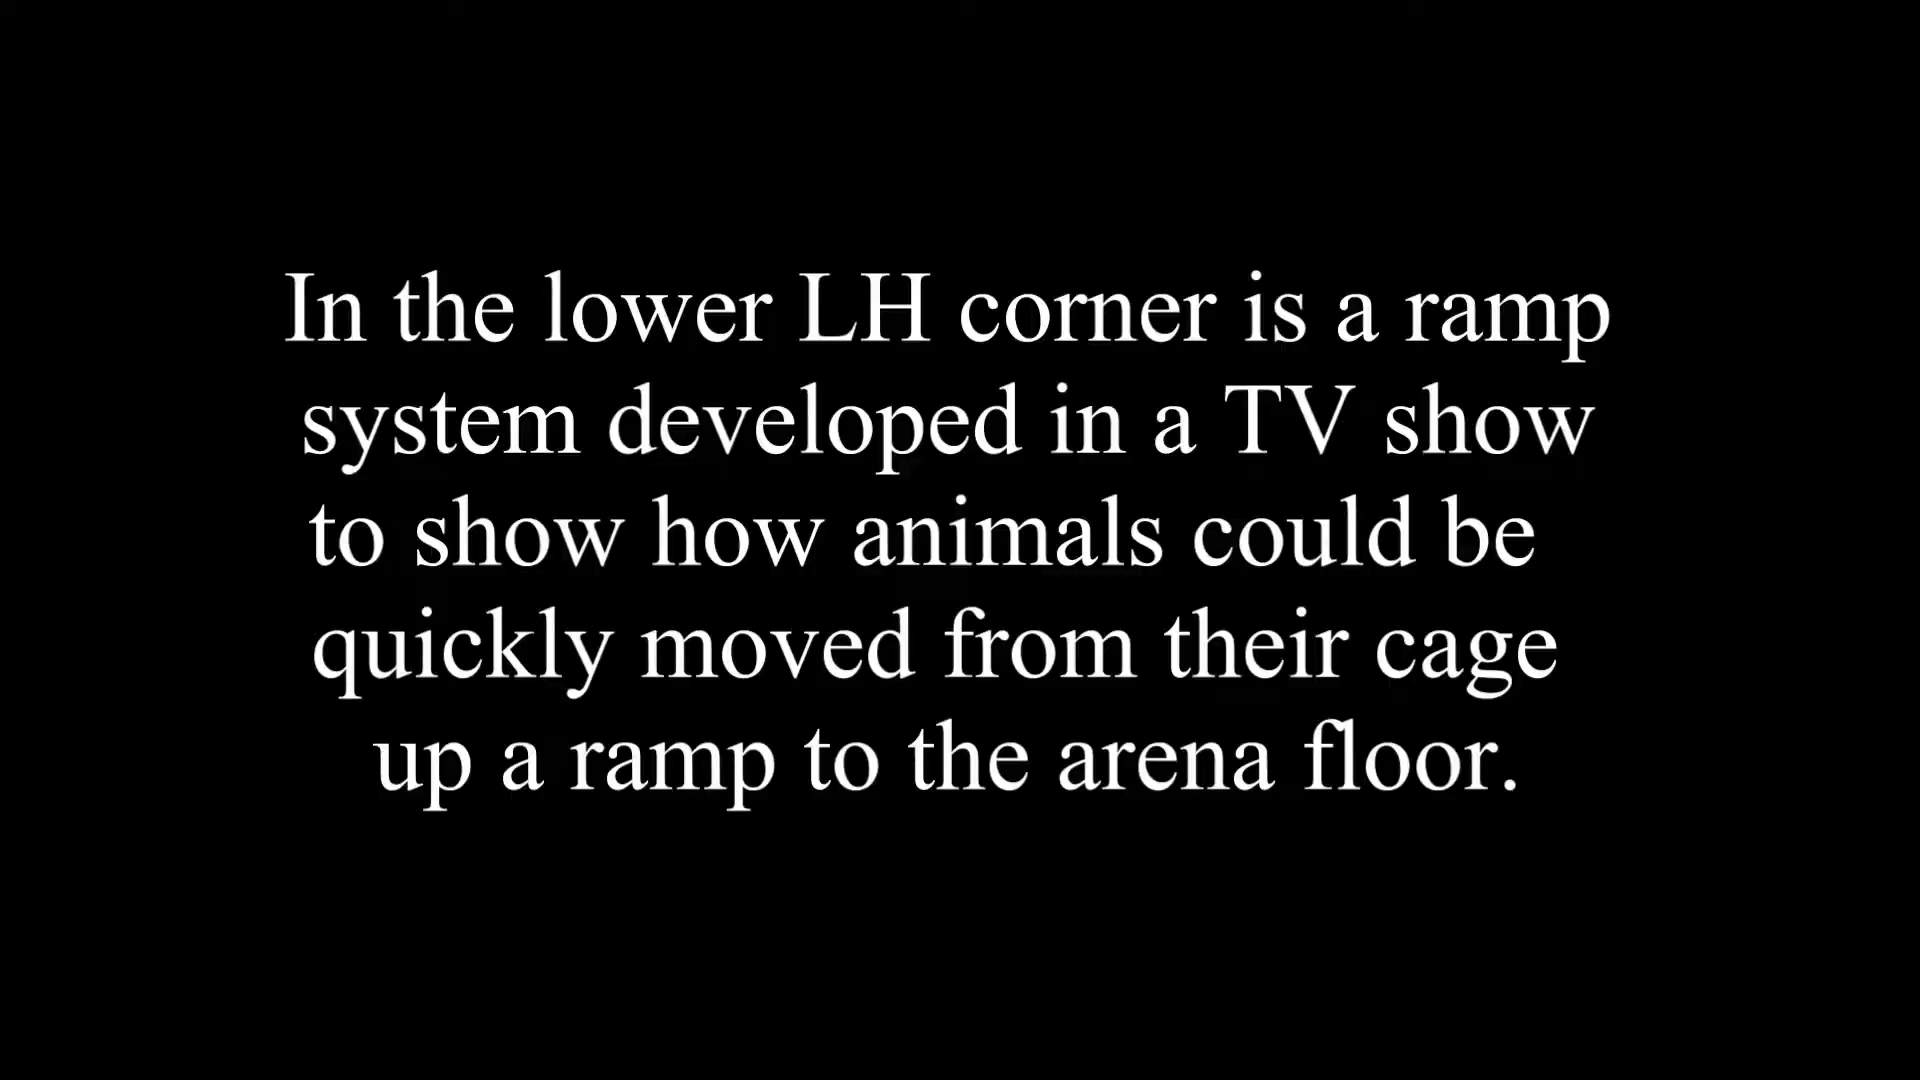 In the lower LH corner is a ramp
system developed in a TV show
to show how animals could be
quickly moved from their cage
up a ramp to the arena floor.